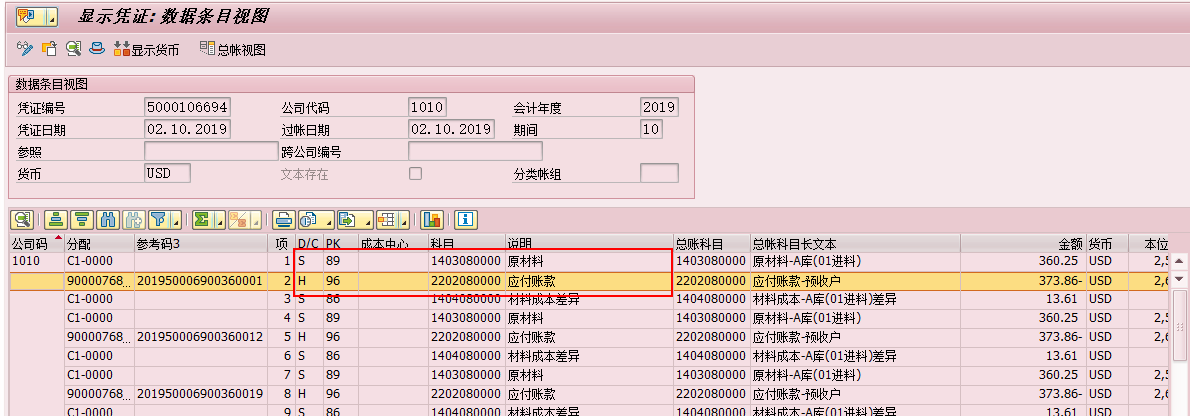 显示凭证: 数据条目视图
显示货币 总帐视图
数据条目视图
凭证编号 5000106694 公司代码 1010 会计年度 2019
凭证日期 02.10.2019 过帐日期 02.10.2019 期间 10
参照 跨公司编号
货币 USD 文本存在 分类帐组
公司码 分配 参考码3 项 D/C PK 成本中心 科目 说明 总账科目 总帐科目长文本 金额 货币 本位
1010 C1-0000 1 S 89 1403080000 原材料 1403080000 原材料-A库(01进料) 360.25 USD 2,5
90000768… 201950006900360001 2 H 96 2202080000 应付账款 2202080000 应付账款-预收户 373.86- USD 2,6
C1-0000 3 S 86 1404080000 材料成本差异 1404080000 材料成本-A库(01进料)差异 13.61 USD
C1-0000 4 S 89 1403080000 原材料 1403080000 原材料-A库(01进料) 360.25 USD 2,5
90000768… 201950006900360012 5 H 96 2202080000 应付账款 2202080000 应付账款-预收户 373.86- USD 2,6
C1-0000 6 S 86 1404080000 材料成本差异 1404080000 材料成本-A库(01进料)差异 13.61 USD
C1-0000 7 S 89 1403080000 原材料 1403080000 原材料-A库(01进料) 360.25 USD 2,5
90000768… 201950006900360019 8 H 96 2202080000 应付账款 2202080000 应付账款-预收户 373.86- USD 2,6
C1-0000 9 S 86 1404080000 材料成本差异 1404080000 材料成本-A库(01进料)差异 13.61 USD